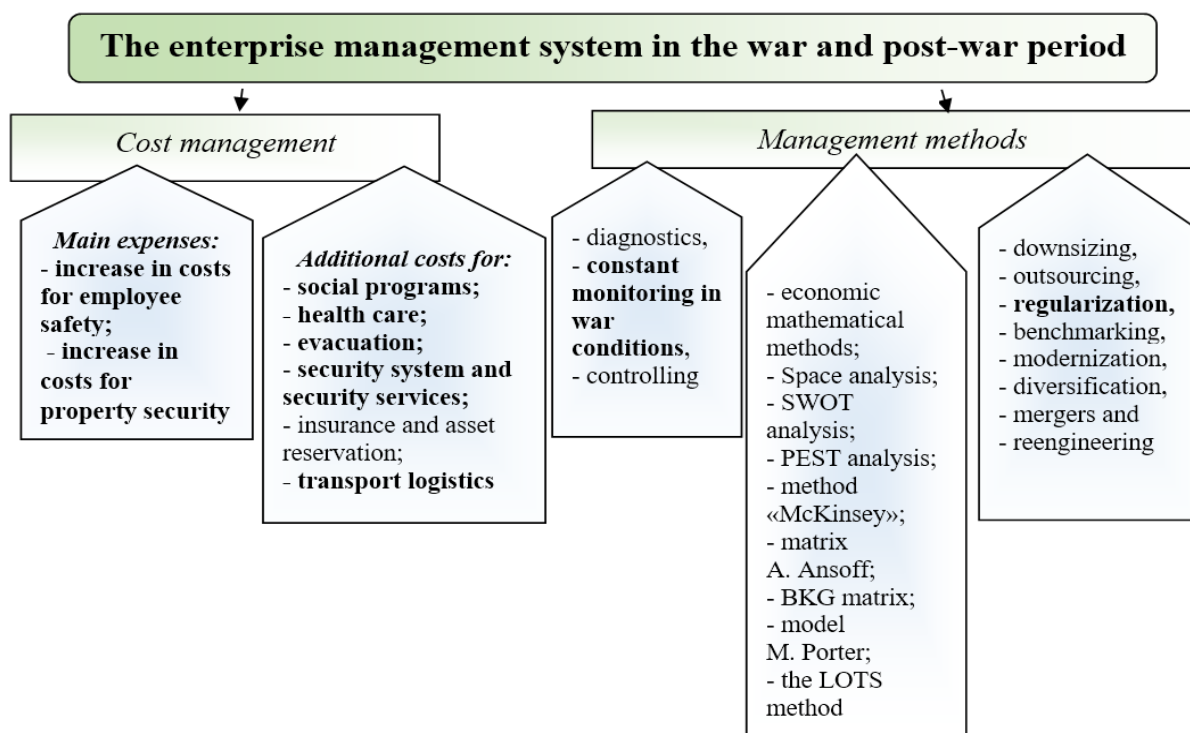 The enterprise management system in the war and post-war period
Cost management
Management methods
Main expenses:
- increase in costs
for employee
safety;
- increase in
costs for
property security
Additional costs for:
- social programs;
- health care;
- evacuation;
- security system and
security services;
- insurance and asset
reservation;
- transport logistics
- diagnostics,
- constant
monitoring in
war
conditions,
- controlling
- economic
mathematical
methods;
- Space analysis;
- SWOT
analysis;
- PEST analysis;
- method
«McKinsey»;
- matrix
A. Ansoff;
- BKG matrix;
- model
M. Porter;
- the LOTS
method
- downsizing,
- outsourcing,
- regularization,
- benchmarking,
- modernization,
- diversification,
- mergers and
- reengineering